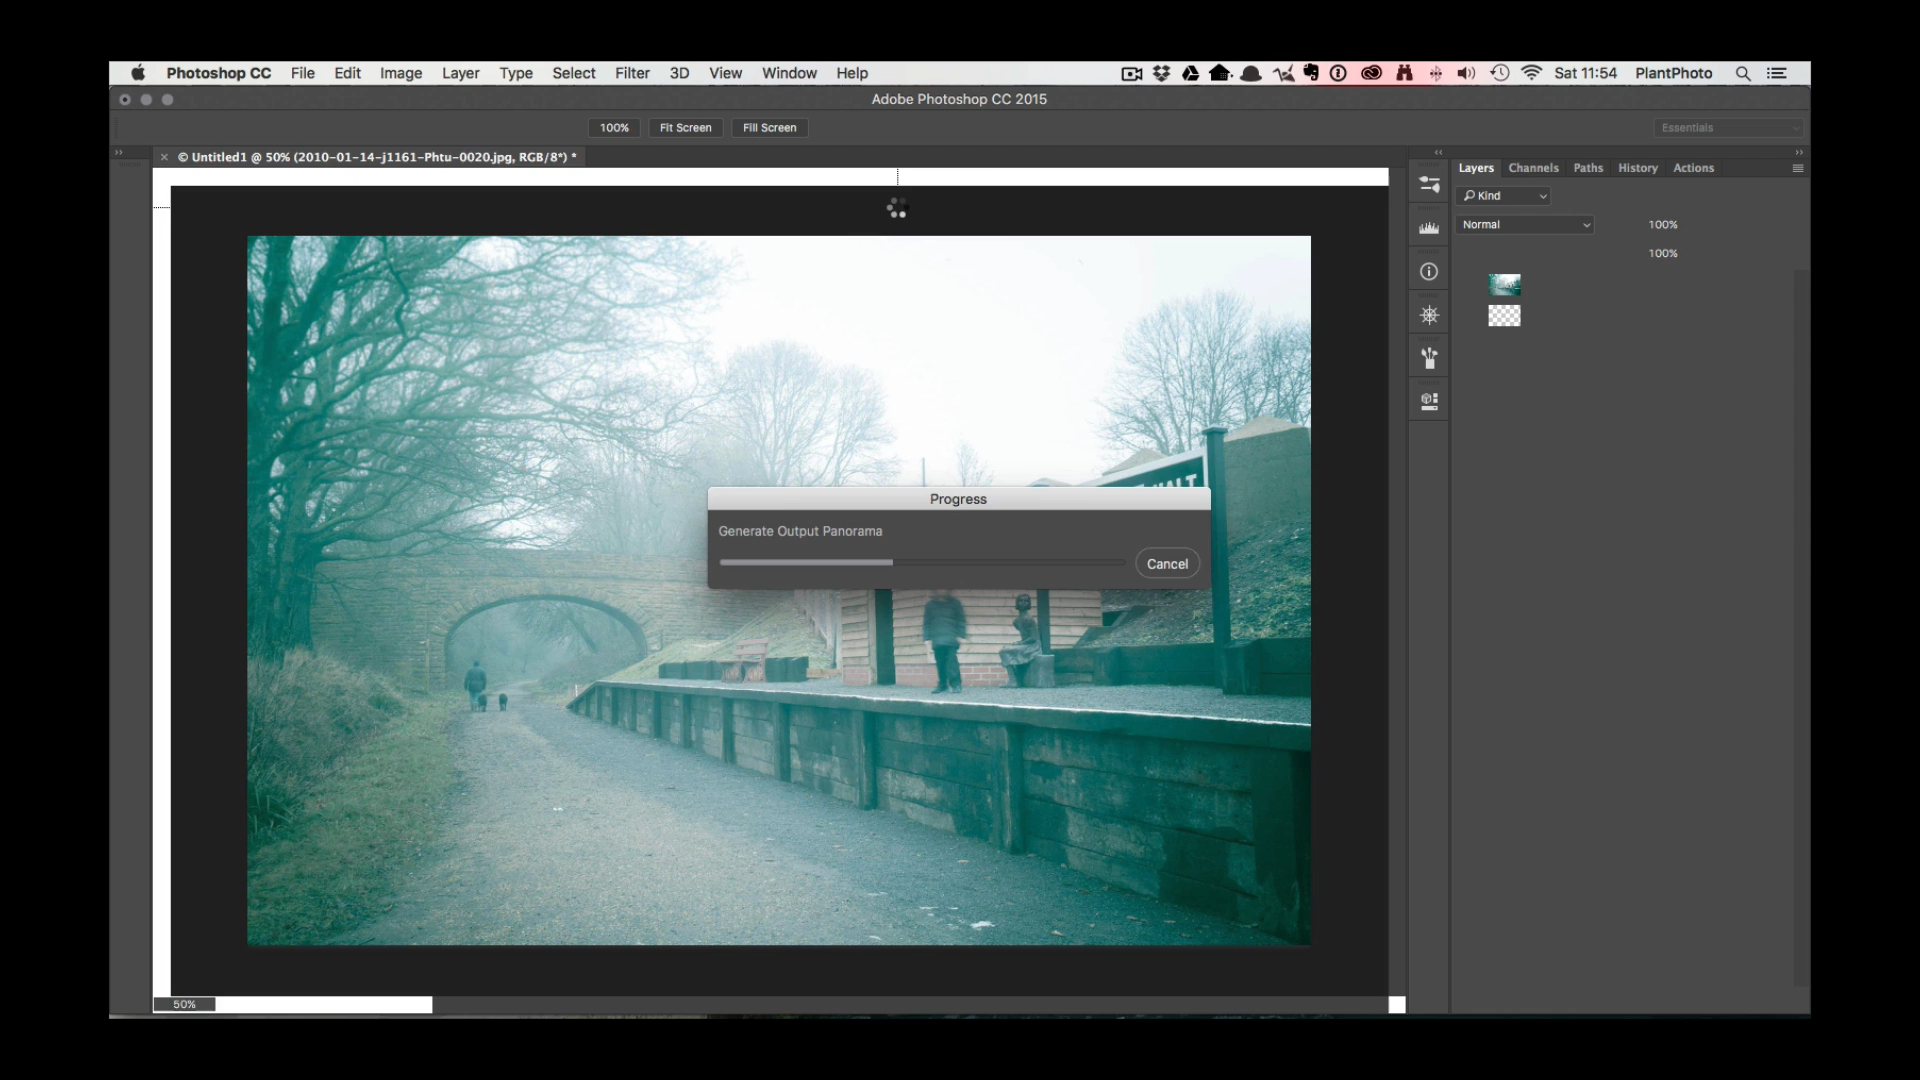 Photoshop CC File Edit Image Layer Type Select Filter 3D View Window Help Sat 11:54 PlantPhoto
Adobe Photoshop CC 2015
100% Fit Screen Fill Screen Essentials
© Untitled1 @ 50% (2010-01-14-j1161-Phtu-0020.jpg, RGB/8*) *
Layers Channels Paths History Actions
Kind
Normal 100%
100%
Progress
Generate Output Panorama
Cancel
50%